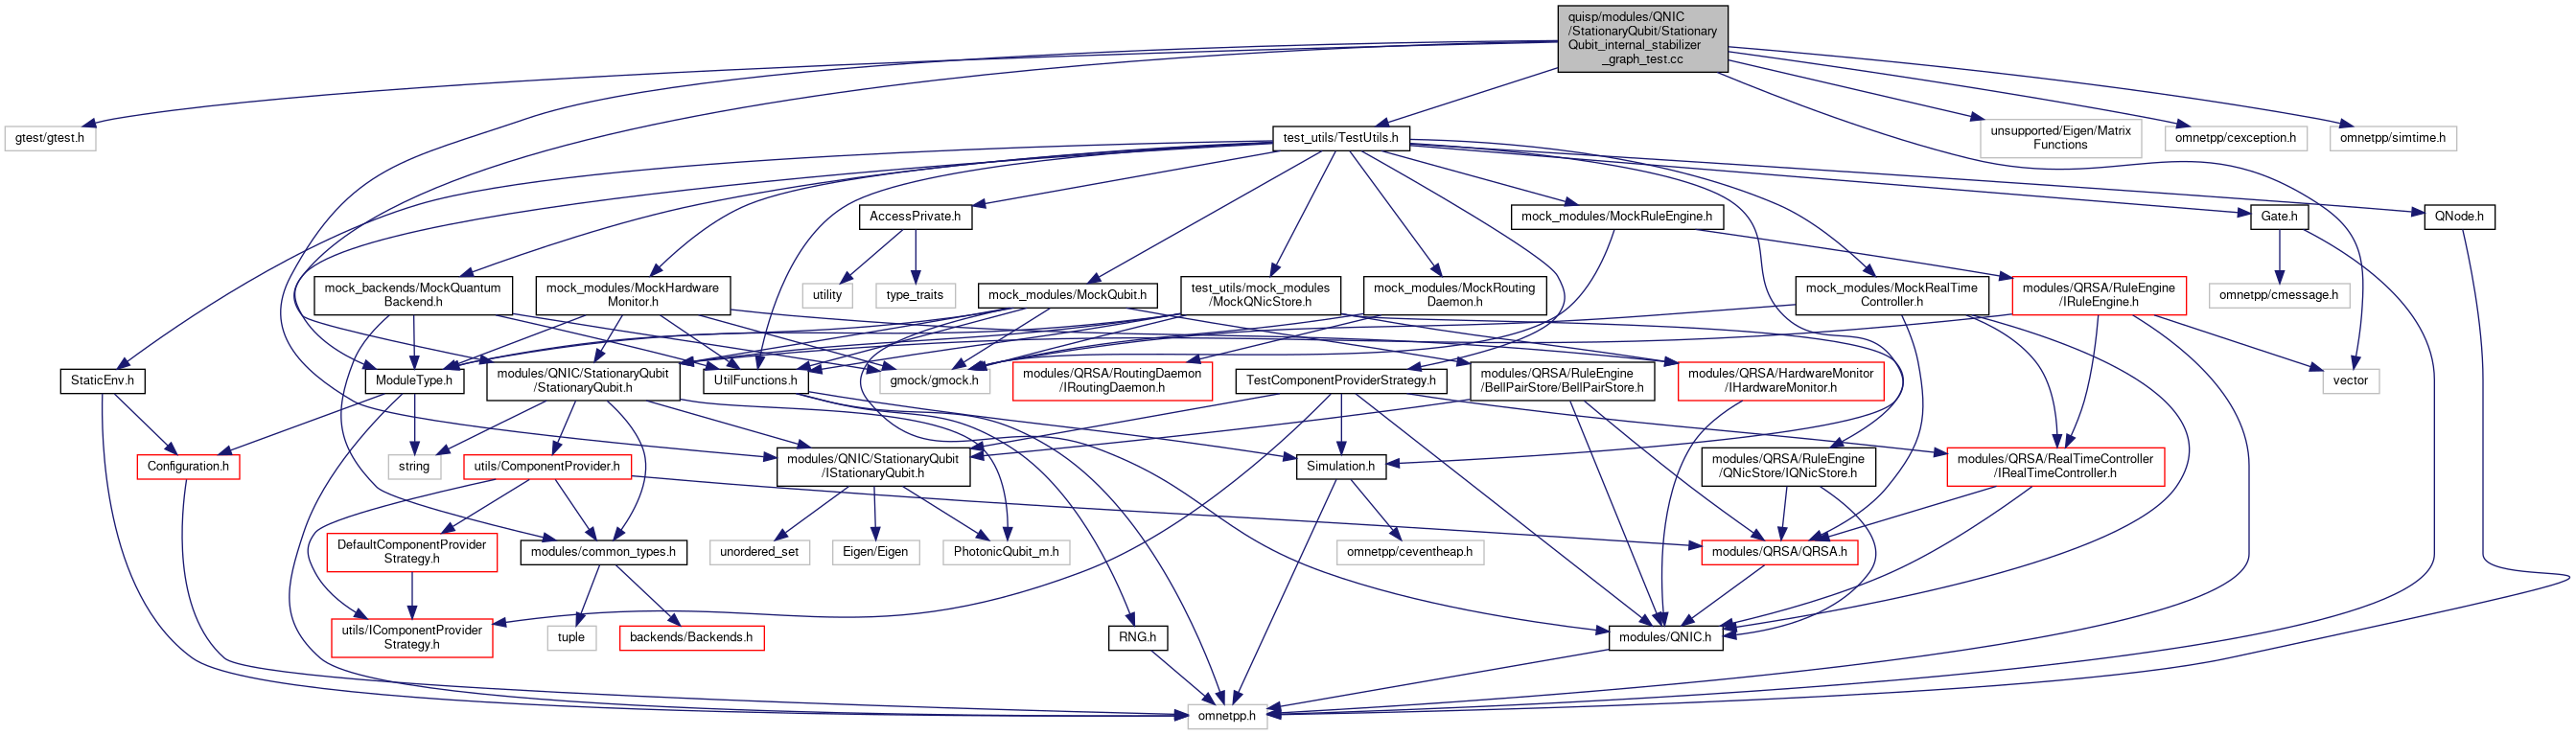 quisp/modules/QNIC
/StationaryQubit/Stationary
Qubit_internal_stabilizer
_graph_test.cc
gtest/gtest.h
test_utils/TestUtils.h
unsupported/Eigen/Matrix
Functions
omnetpp/cexception.h
omnetpp/simtime.h
AccessPrivate.h
mock_modules/MockRuleEngine.h
Gate.h
QNode.h
mock_backends/MockQuantum
Backend.h
mock_modules/MockHardware
Monitor.h
utility
type_traits
mock_modules/MockQubit.h
test_utils/mock_modules
/MockQNicStore.h
mock_modules/MockRouting
Daemon.h
mock_modules/MockRealTime
Controller.h
modules/QRSA/RuleEngine
/IRuleEngine.h
omnetpp/cmessage.h
StaticEnv.h
ModuleType.h
modules/QNIC/StationaryQubit
/StationaryQubit.h
UtilFunctions.h
gmock/gmock.h
modules/QRSA/RoutingDaemon
/IRoutingDaemon.h
TestComponentProviderStrategy.h
modules/QRSA/RuleEngine
/BellPairStore/BellPairStore.h
modules/QRSA/HardwareMonitor
/IHardwareMonitor.h
vector
Configuration.h
string
utils/ComponentProvider.h
modules/QNIC/StationaryQubit
/IStationaryQubit.h
Simulation.h
modules/QRSA/RuleEngine
/QNicStore/IQNicStore.h
modules/QRSA/RealTimeController
/IRealTimeController.h
DefaultComponentProvider
Strategy.h
modules/common_types.h
unordered_set
Eigen/Eigen
PhotonicQubit_m.h
omnetpp/ceventheap.h
modules/QRSA/QRSA.h
utils/IComponentProvider
Strategy.h
tuple
backends/Backends.h
RNG.h
modules/QNIC.h
omnetpp.h